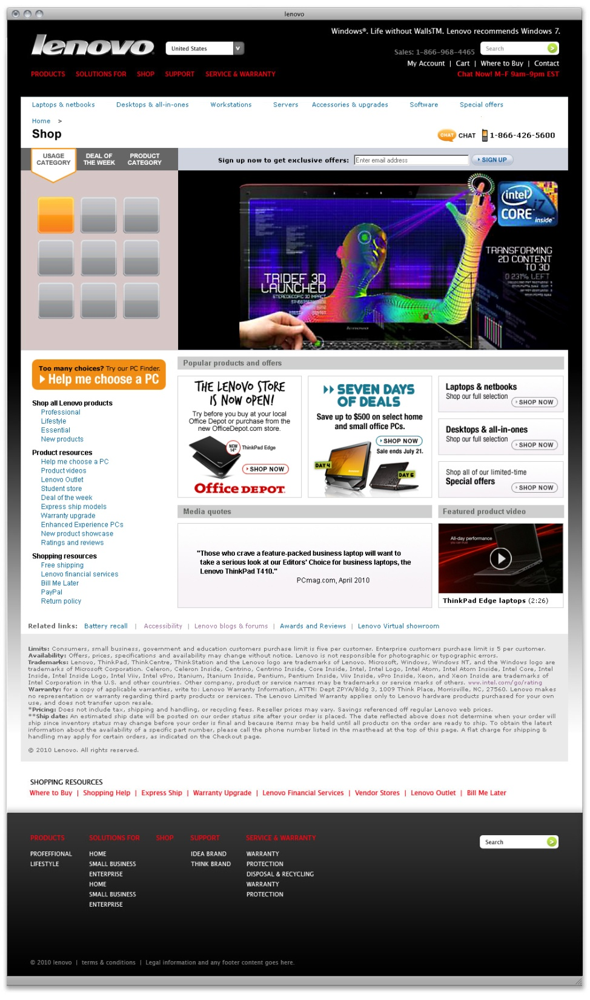 lenovo
Windows®. Life without WallsTM. Lenovo recommends Windows 7.
lenovo
United States
Sales: 1-866-968-4465
Search
My Account | Cart | Where to Buy | Contact
PRODUCTS SOLUTIONS FOR SHOP SUPPORT SERVICE & WARRANTY
Chat Now! M-F 9am-9pm EST
Laptops & netbooks Desktops & all-in-ones Workstations Servers Accessories & upgrades Software Special offers
Home >
Shop
CHAT CHAT 1-866-426-5600
USAGE CATEGORY
DEAL OF THE WEEK
PRODUCT CATEGORY
Sign up now to get exclusive offers: Enter email address SIGN UP
intel
CORE i7
inside™
TRANSFORMING
2D CONTENT
TO 3D
0.231% LEFT
TRIDEF 3D
LAUNCHED
Too many choices? Try our PC Finder.
Help me choose a PC
Shop all Lenovo products
Professional
Lifestyle
Essential
New products
Product resources
Help me choose a PC
Product videos
Lenovo Outlet
Student store
Deal of the week
Express ship models
Warranty upgrade
Enhanced Experience PCs
New product showcase
Ratings and reviews
Shopping resources
Free shipping
Lenovo financial services
Bill Me Later
PayPal
Return policy
Popular products and offers
THE LENOVO STORE
IS NOW OPEN!
Try before you buy at your local
Office Depot or purchase from the
new OfficeDepot.com store.
NEW 14"
ThinkPad Edge
SHOP NOW
Office DEPOT.
SEVEN DAYS
OF DEALS
Save up to $500 on select home
and small office PCs.
SHOP NOW
Sale ends July 21.
DAY 4
DAY 5
Laptops & netbooks
Shop our full selection
SHOP NOW
Desktops & all-in-ones
Shop our full selection
SHOP NOW
Shop all of our limited-time
Special offers
SHOP NOW
Media quotes
"Those who crave a feature-packed business laptop will want to
take a serious look at our Editors' Choice for business laptops, the
Lenovo ThinkPad T410."
PCmag.com, April 2010
Featured product video
All-day performance
you can trust
ThinkPad Edge laptops (2:26)
Related links: Battery recall | Accessibility | Lenovo blogs & forums | Awards and Reviews | Lenovo Virtual showroom
Limits: Consumers, small business, government and education customers purchase limit is five per customer. Enterprise customers purchase limit is 5 per customer.
Availability: Offers, prices, specifications and availability may change without notice. Lenovo is not responsible for photographic or typographic errors.
Trademarks: Lenovo, ThinkPad, ThinkCentre, ThinkStation and the Lenovo logo are trademarks of Lenovo. Microsoft, Windows, Windows NT, and the Windows logo are
trademarks of Microsoft Corporation. Celeron, Celeron Inside, Centrino, Centrino Inside, Core Inside, Intel, Intel Logo, Intel Atom, Intel Atom Inside, Intel Core, Intel
Inside, Intel Inside Logo, Intel Viiv, Intel vPro, Itanium, Itanium Inside, Pentium, Pentium Inside, Viiv Inside, vPro Inside, Xeon, and Xeon Inside are trademarks of
Intel Corporation in the U.S. and other countries. Other company, product or service names may be trademarks or service marks of others. www.intel.com/go/rating
Warranty: for a copy of applicable warranties, write to: Lenovo Warranty Information, ATTN: Dept ZPYA/Bldg 3, 1009 Think Place, Morrisville, NC, 27560. Lenovo makes
no representation or warranty regarding third party products or services. The Lenovo Limited Warranty applies only to Lenovo hardware products purchased for your own
use, and does not transfer upon resale.
*Pricing: Does not include tax, shipping and handling, or recycling fees. Reseller prices may vary. Savings referenced off regular Lenovo web prices.
**Ship date: An estimated ship date will be posted on our order status site after your order is placed. The date reflected above does not determine when your order will
ship since inventory status may change before your order is final and because items may be held until all products on the order are ready to ship. To obtain the latest
information about the availability of a specific part number, please call the phone number listed in the masthead at the top of this page. A flat charge for shipping &
handling may apply for certain orders, as indicated on the Checkout page.
© 2010 Lenovo. All rights reserved.
SHOPPING RESOURCES
Where to Buy | Shopping Help | Express Ship | Warranty Upgrade | Lenovo Financial Services | Vendor Stores | Lenovo Outlet | Bill Me Later
PRODUCTS SOLUTIONS FOR SHOP SUPPORT SERVICE & WARRANTY
Search
PROFEFFIONAL HOME IDEA BRAND WARRANTY
LIFESTYLE SMALL BUSINESS THINK BRAND PROTECTION
ENTERPRISE DISPOSAL & RECYCLING
HOME WARRANTY
SMALL BUSINESS PROTECTION
ENTERPRISE
© 2010 lenovo | terms & conditions | Legal information and any footer content goes here.